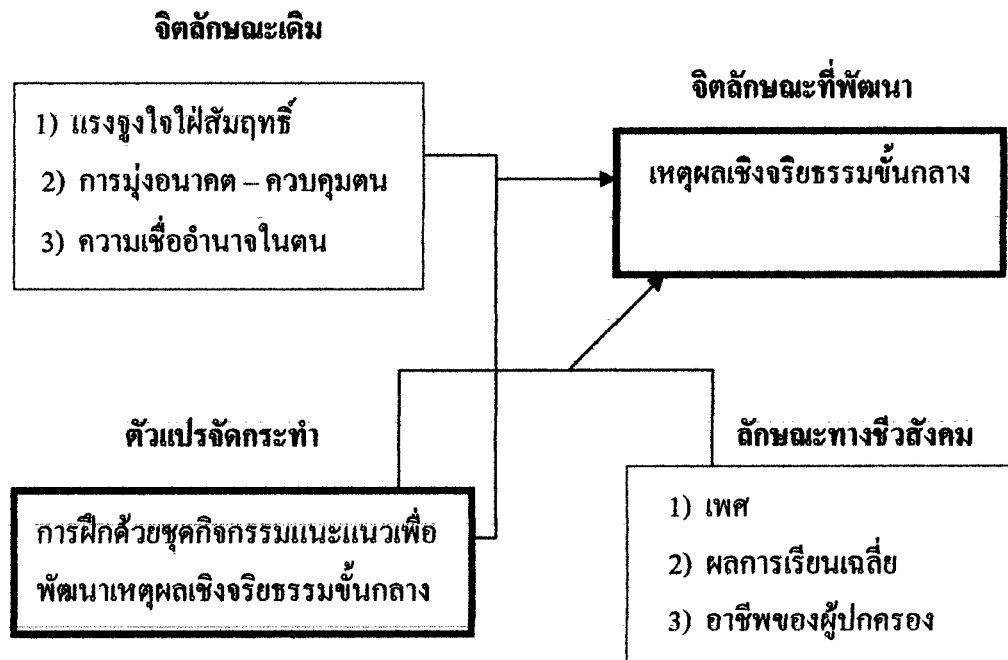 จิตลักษณะเดิม
1) แรงจูงใจใฝ่สัมฤทธิ์
2) การมุ่งอนาคต – ควบคุมตน
3) ความเชื่ออำนาจในตน
จิตลักษณะที่พัฒนา
เหตุผลเชิงจริยธรรมขั้นกลาง
ตัวแปรจัดกระทำ
การฝึกด้วยชุดกิจกรรมแนะแนวเพื่อ
พัฒนาเหตุผลเชิงจริยธรรมขั้นกลาง
ลักษณะทางชีวสังคม
1) เพศ
2) ผลการเรียนเฉลี่ย
3) อาชีพของผู้ปกครอง